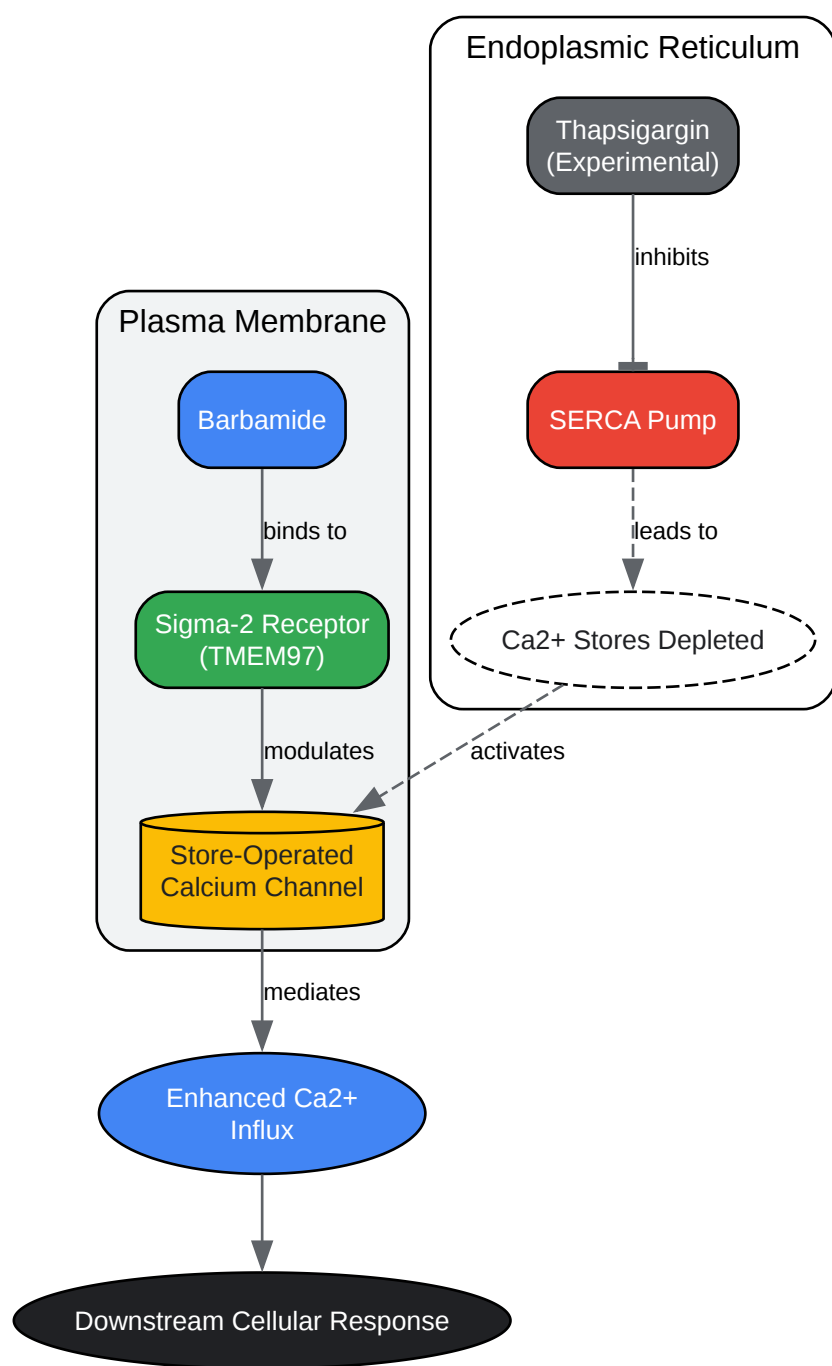 Endoplasmic Reticulum
Thapsigargin
(Experimental)
inhibits
Plasma Membrane
Barbamide
SERCA Pump
binds to
leads to
Sigma-2 Receptor
(TMEM97)
Ca2+ Stores Depleted
modulates
activates
Store-Operated
Calcium Channel
mediates
Enhanced Ca2+
Influx
Downstream Cellular Response